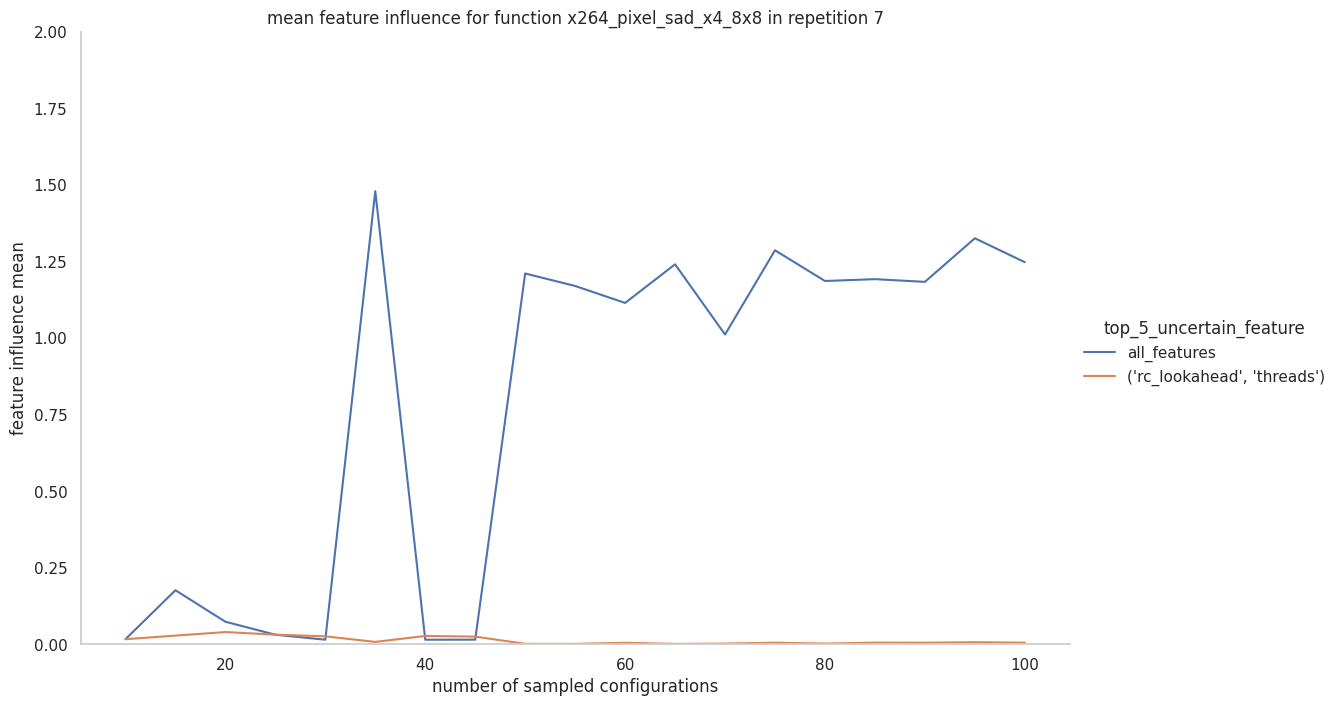 mean feature influence for function x264_pixel_sad_x4_8x8 in repetition 7
2.00
1.75
1.50
1.25
1.00
0.75
0.50
0.25
0.00
feature influence mean
20
40
60
80
100
number of sampled configurations
top_5_uncertain_feature
all_features
('rc_lookahead', 'threads')